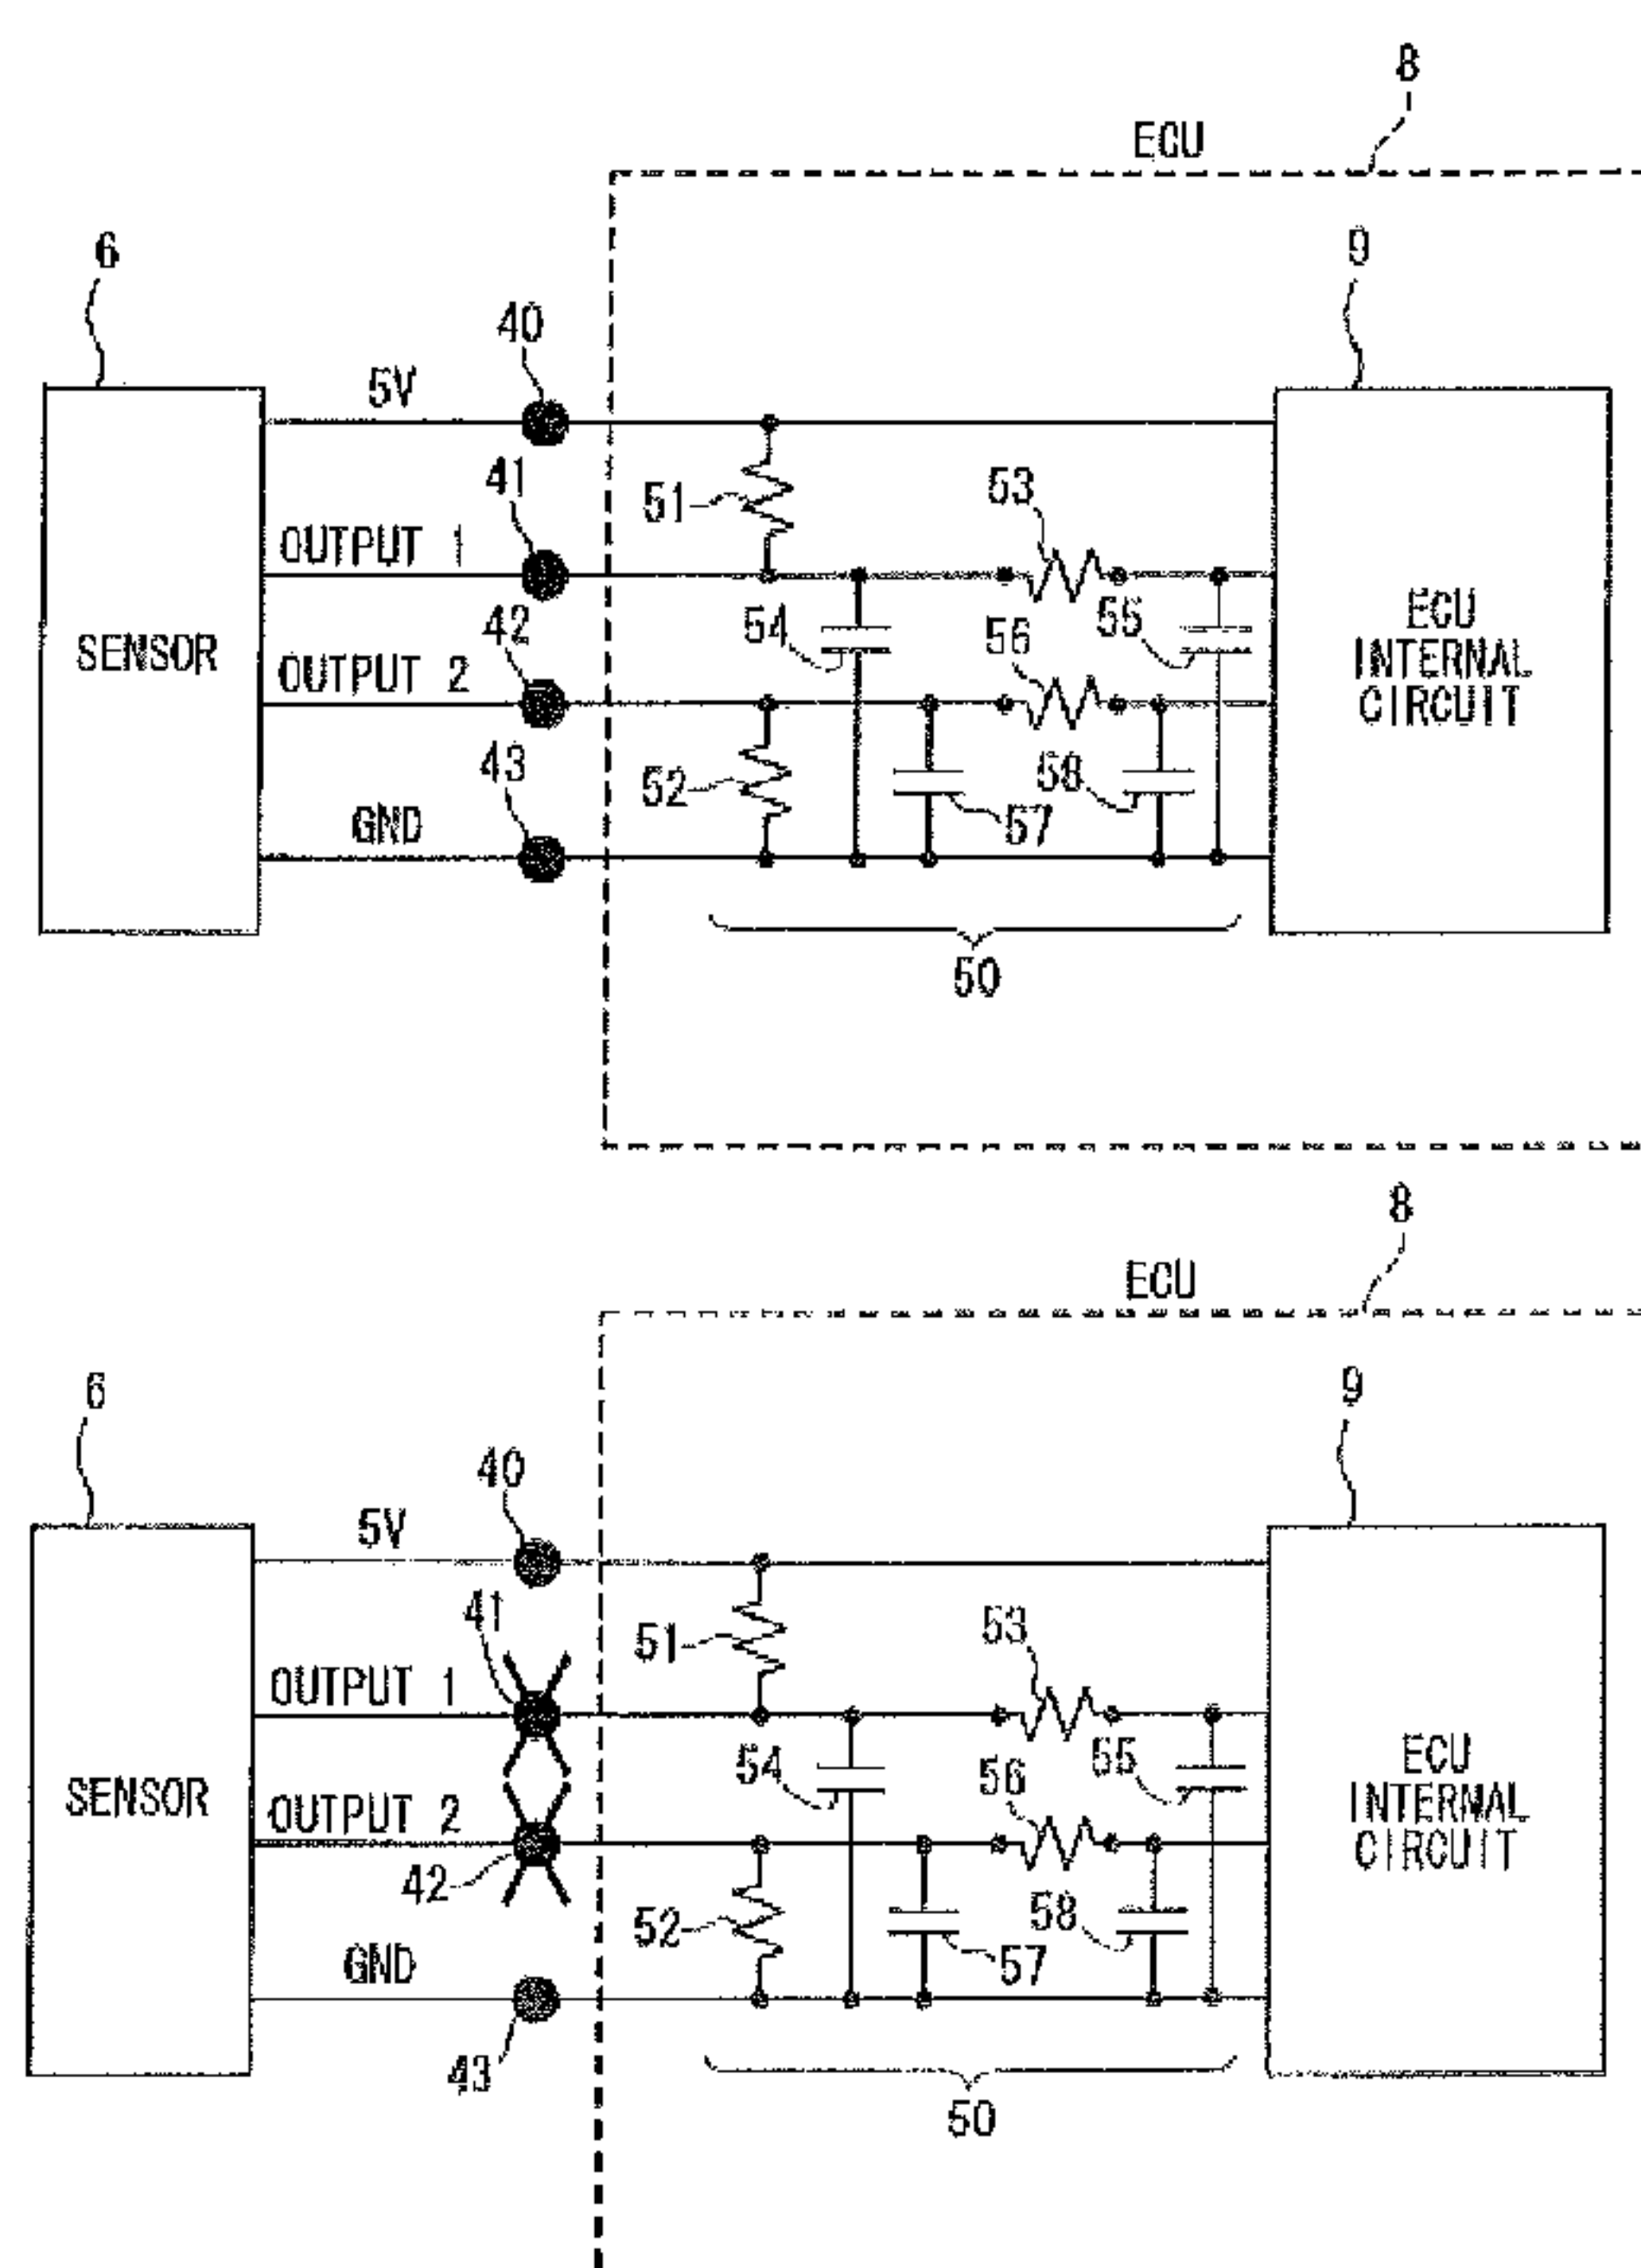 8
ECU
6
9
40
5V
41
51
53
OUTPUT 1
42
54
56
55
ECU
INTERNAL
CIRCUIT
SENSOR
OUTPUT 2
43
52
58
57
GND
50
8
ECU
6
9
40
5V
41
51
53
OUTPUT 1
54
56
55
ECU
INTERNAL
CIRCUIT
SENSOR
OUTPUT 2
42
52
58
57
GND
43
50